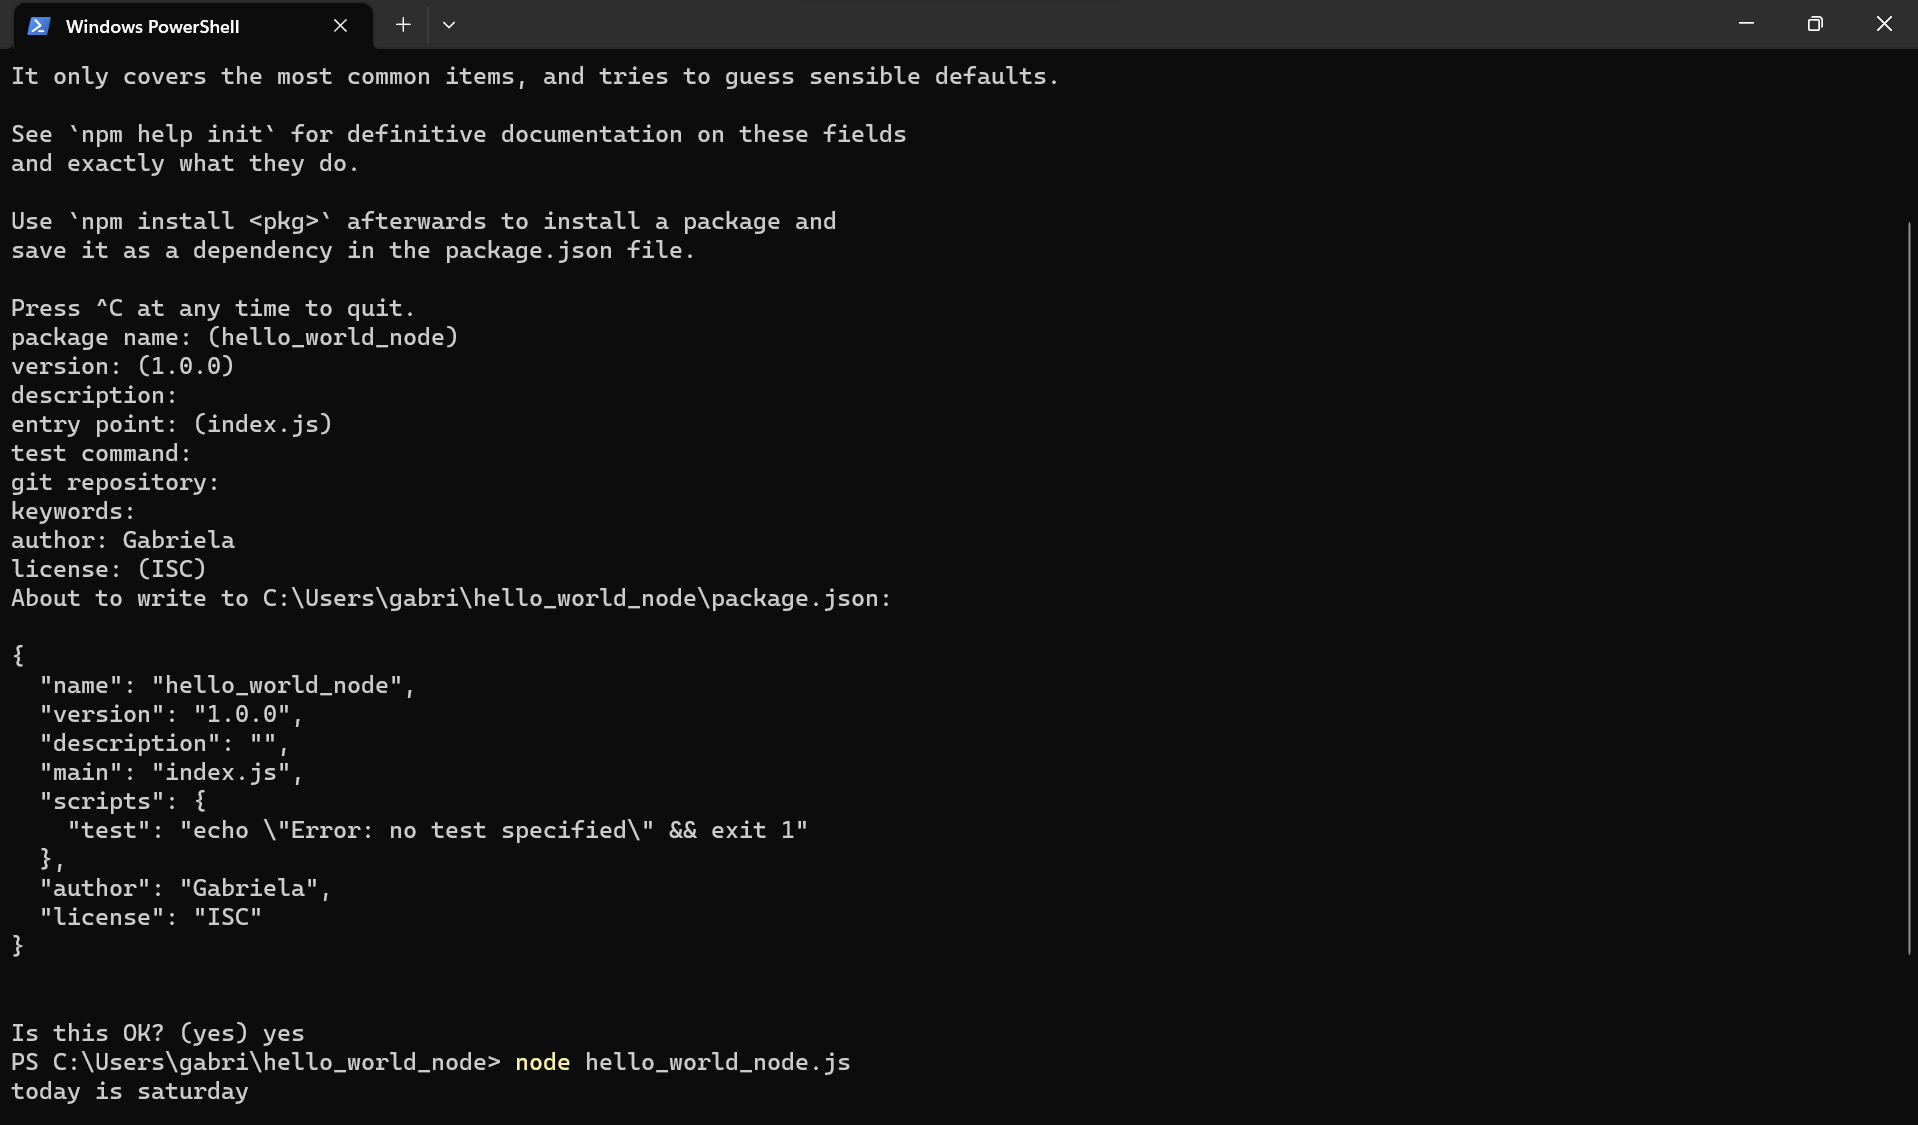 Windows PowerShell
It only covers the most common items, and tries to guess sensible defaults.
See `npm help init` for definitive documentation on these fields
and exactly what they do.
Use `npm install <pkg>` afterwards to install a package and
save it as a dependency in the package.json file.
Press ^C at any time to quit.
package name: (hello_world_node)
version: (1.0.0)
description:
entry point: (index.js)
test command:
git repository:
keywords:
author: Gabriela
license: (ISC)
About to write to C:\Users\gabri\hello_world_node\package.json:
{
  "name": "hello_world_node",
  "version": "1.0.0",
  "description": "",
  "main": "index.js",
  "scripts": {
    "test": "echo \"Error: no test specified\" && exit 1"
  },
  "author": "Gabriela",
  "license": "ISC"
}
Is this OK? (yes) yes
PS C:\Users\gabri\hello_world_node> node hello_world_node.js
today is saturday